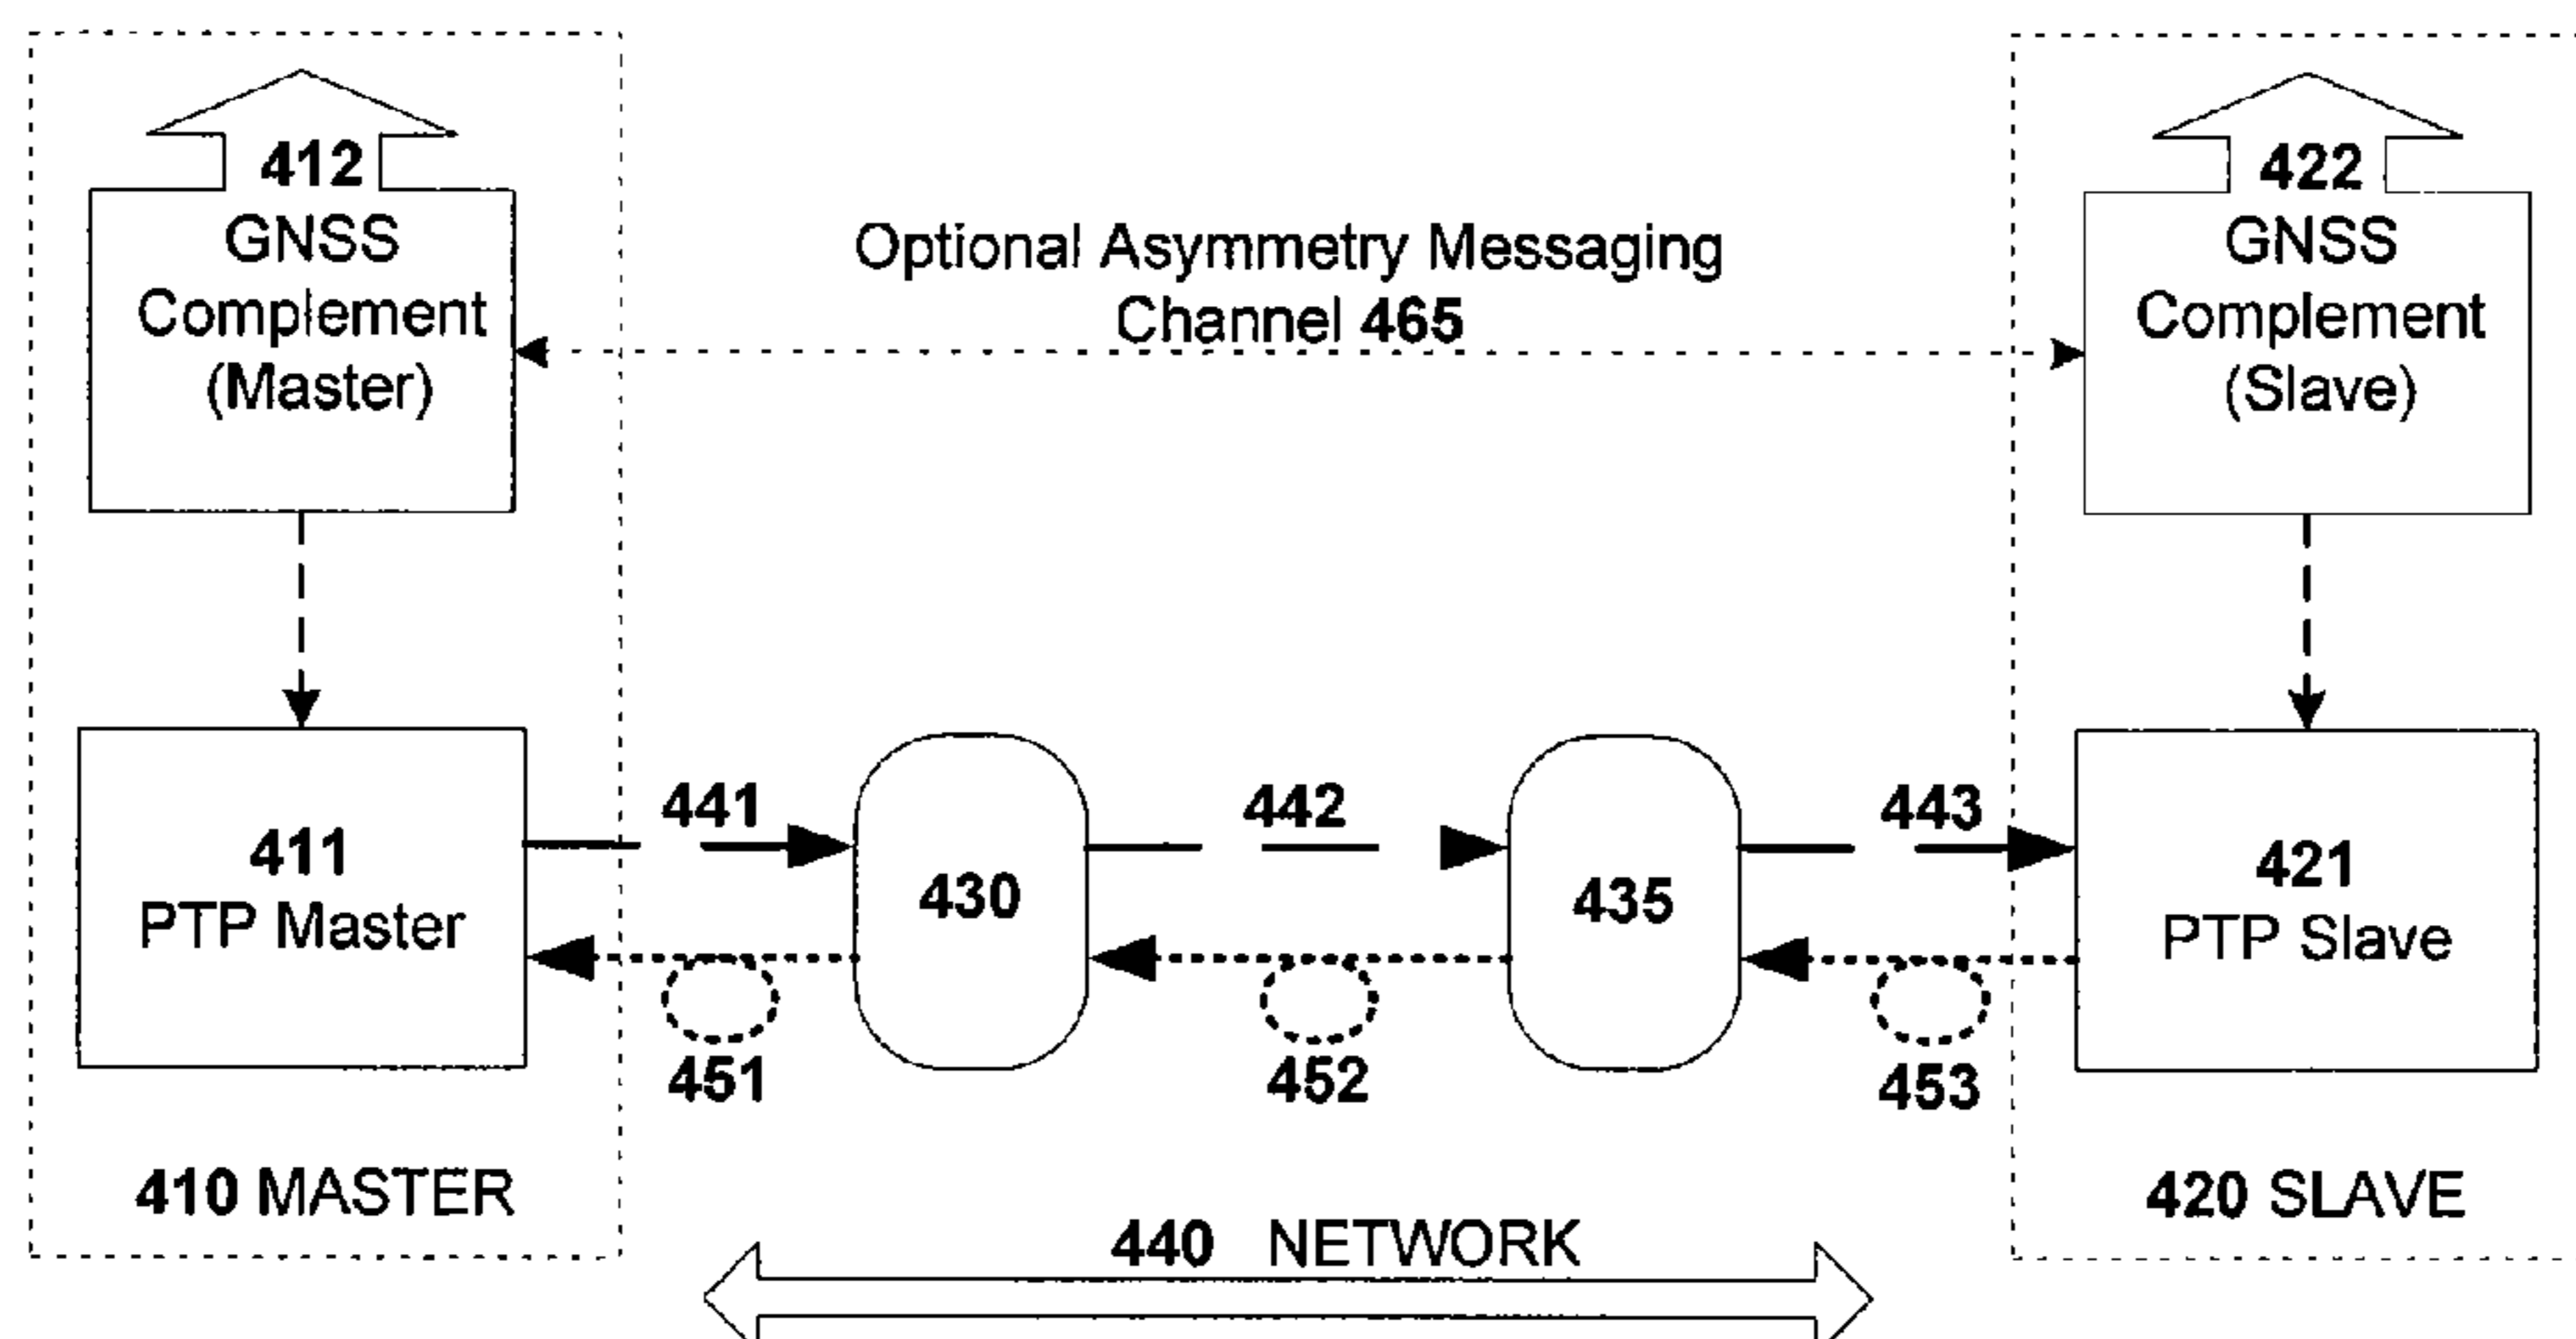 412
GNSS
Complement
(Master)
Optional Asymmetry Messaging
Channel 465
422
GNSS
Complement
(Slave)
411
PTP Master
441
430
442
435
443
421
PTP Slave
451
452
453
410 MASTER
420 SLAVE
440 NETWORK